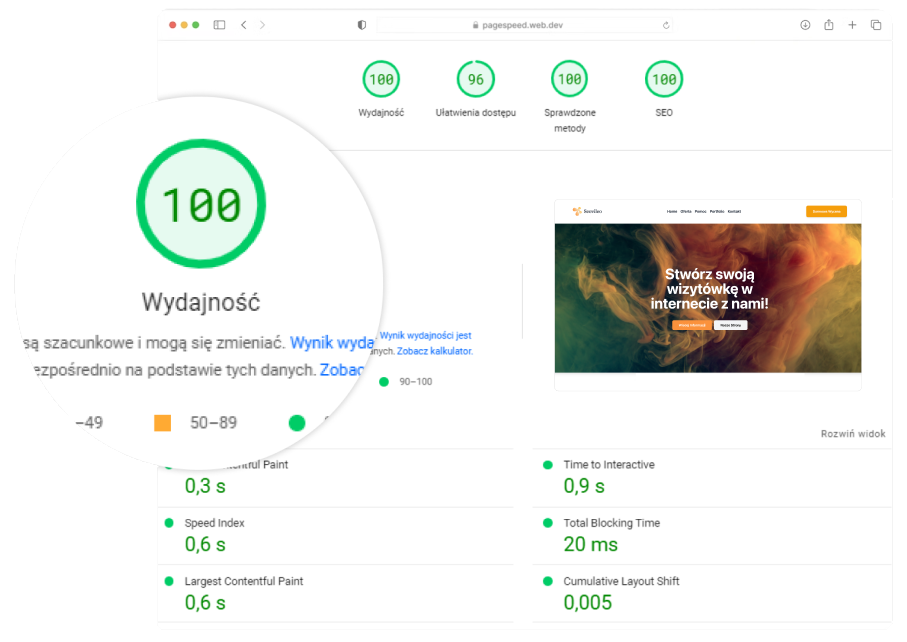 pagespeed.web.dev
100
96
100
100
Wydajność
Ułatwienia dostępu
Sprawdzone
metody
SEO
100
Wydajność
są szacunkowe i mogą się zmieniać. Wynik wyda
ezpośrednio na podstawie tych danych. Zobac
–49
50–89
Wynik wydajności jest
anych. Zobacz kalkulator.
90–100
Home Oferta Pomoc Portfolio Kontakt
Stwórz swoją
wizytówkę w
internecie z nami!
Rozwiń widok
ntentful Paint
0,3 s
Time to Interactive
0,9 s
Speed Index
0,6 s
Total Blocking Time
20 ms
Largest Contentful Paint
0,6 s
Cumulative Layout Shift
0,005